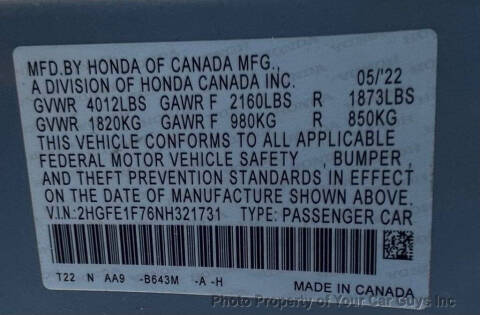 MFD.BY HONDA OF CANADA MFG.,
A DIVISION OF HONDA CANADA INC. 05/'22
GVWR 4012LBS GAWR F 2160LBS R 1873LBS
GVWR 1820KG GAWR F 980KG R 850KG
THIS VEHICLE CONFORMS TO ALL APPLICABLE
FEDERAL MOTOR VEHICLE SAFETY , BUMPER ,
AND THEFT PREVENTION STANDARDS IN EFFECT
ON THE DATE OF MANUFACTURE SHOWN ABOVE.
V.I.N:2HGFE1F76NH321731 TYPE: PASSENGER CAR
T22 N AA9 -B643M -A -H
MADE IN CANADA
Photo Property of Your Car Guys Inc